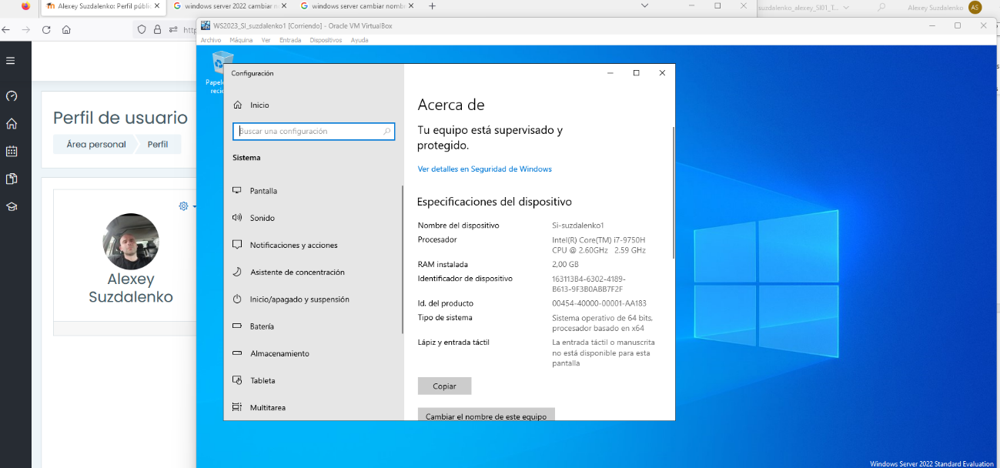 Alexey Suzdalenko: Perfil públic
windows server 2022 cambiar n
windows server cambiar nomb
suzdalenko_alexey_SI01_T...
Alexey Suzdalenko
AS
WS2023_SI_suzdalenko1 [Corriendo] - Oracle VM VirtualBox
Archivo Máquina Ver Entrada Dispositivos Ayuda
Perfil de usuario
Área personal
Perfil
Alexey
Suzdalenko
Configuración
Inicio
Buscar una configuración
Sistema
Pantalla
Sonido
Notificaciones y acciones
Asistente de concentración
Inicio/apagado y suspensión
Batería
Almacenamiento
Tableta
Multitarea
Acerca de
Tu equipo está supervisado y
protegido.
Ver detalles en Seguridad de Windows
Especificaciones del dispositivo
Nombre del dispositivo Si-suzdalenko1
Procesador Intel(R) Core(TM) i7-9750H
CPU @ 2.60GHz 2.59 GHz
RAM instalada 2,00 GB
Identificador de dispositivo 163113B4-6302-4189-
B613-9F3B0ABB7F2F
Id. del producto 00454-40000-00001-AA183
Tipo de sistema Sistema operativo de 64 bits,
procesador basado en x64
Lápiz y entrada táctil La entrada táctil o manuscrita
no está disponible para esta
pantalla
Copiar
Cambiar el nombre de este equipo
Windows Server 2022 Standard Evaluation